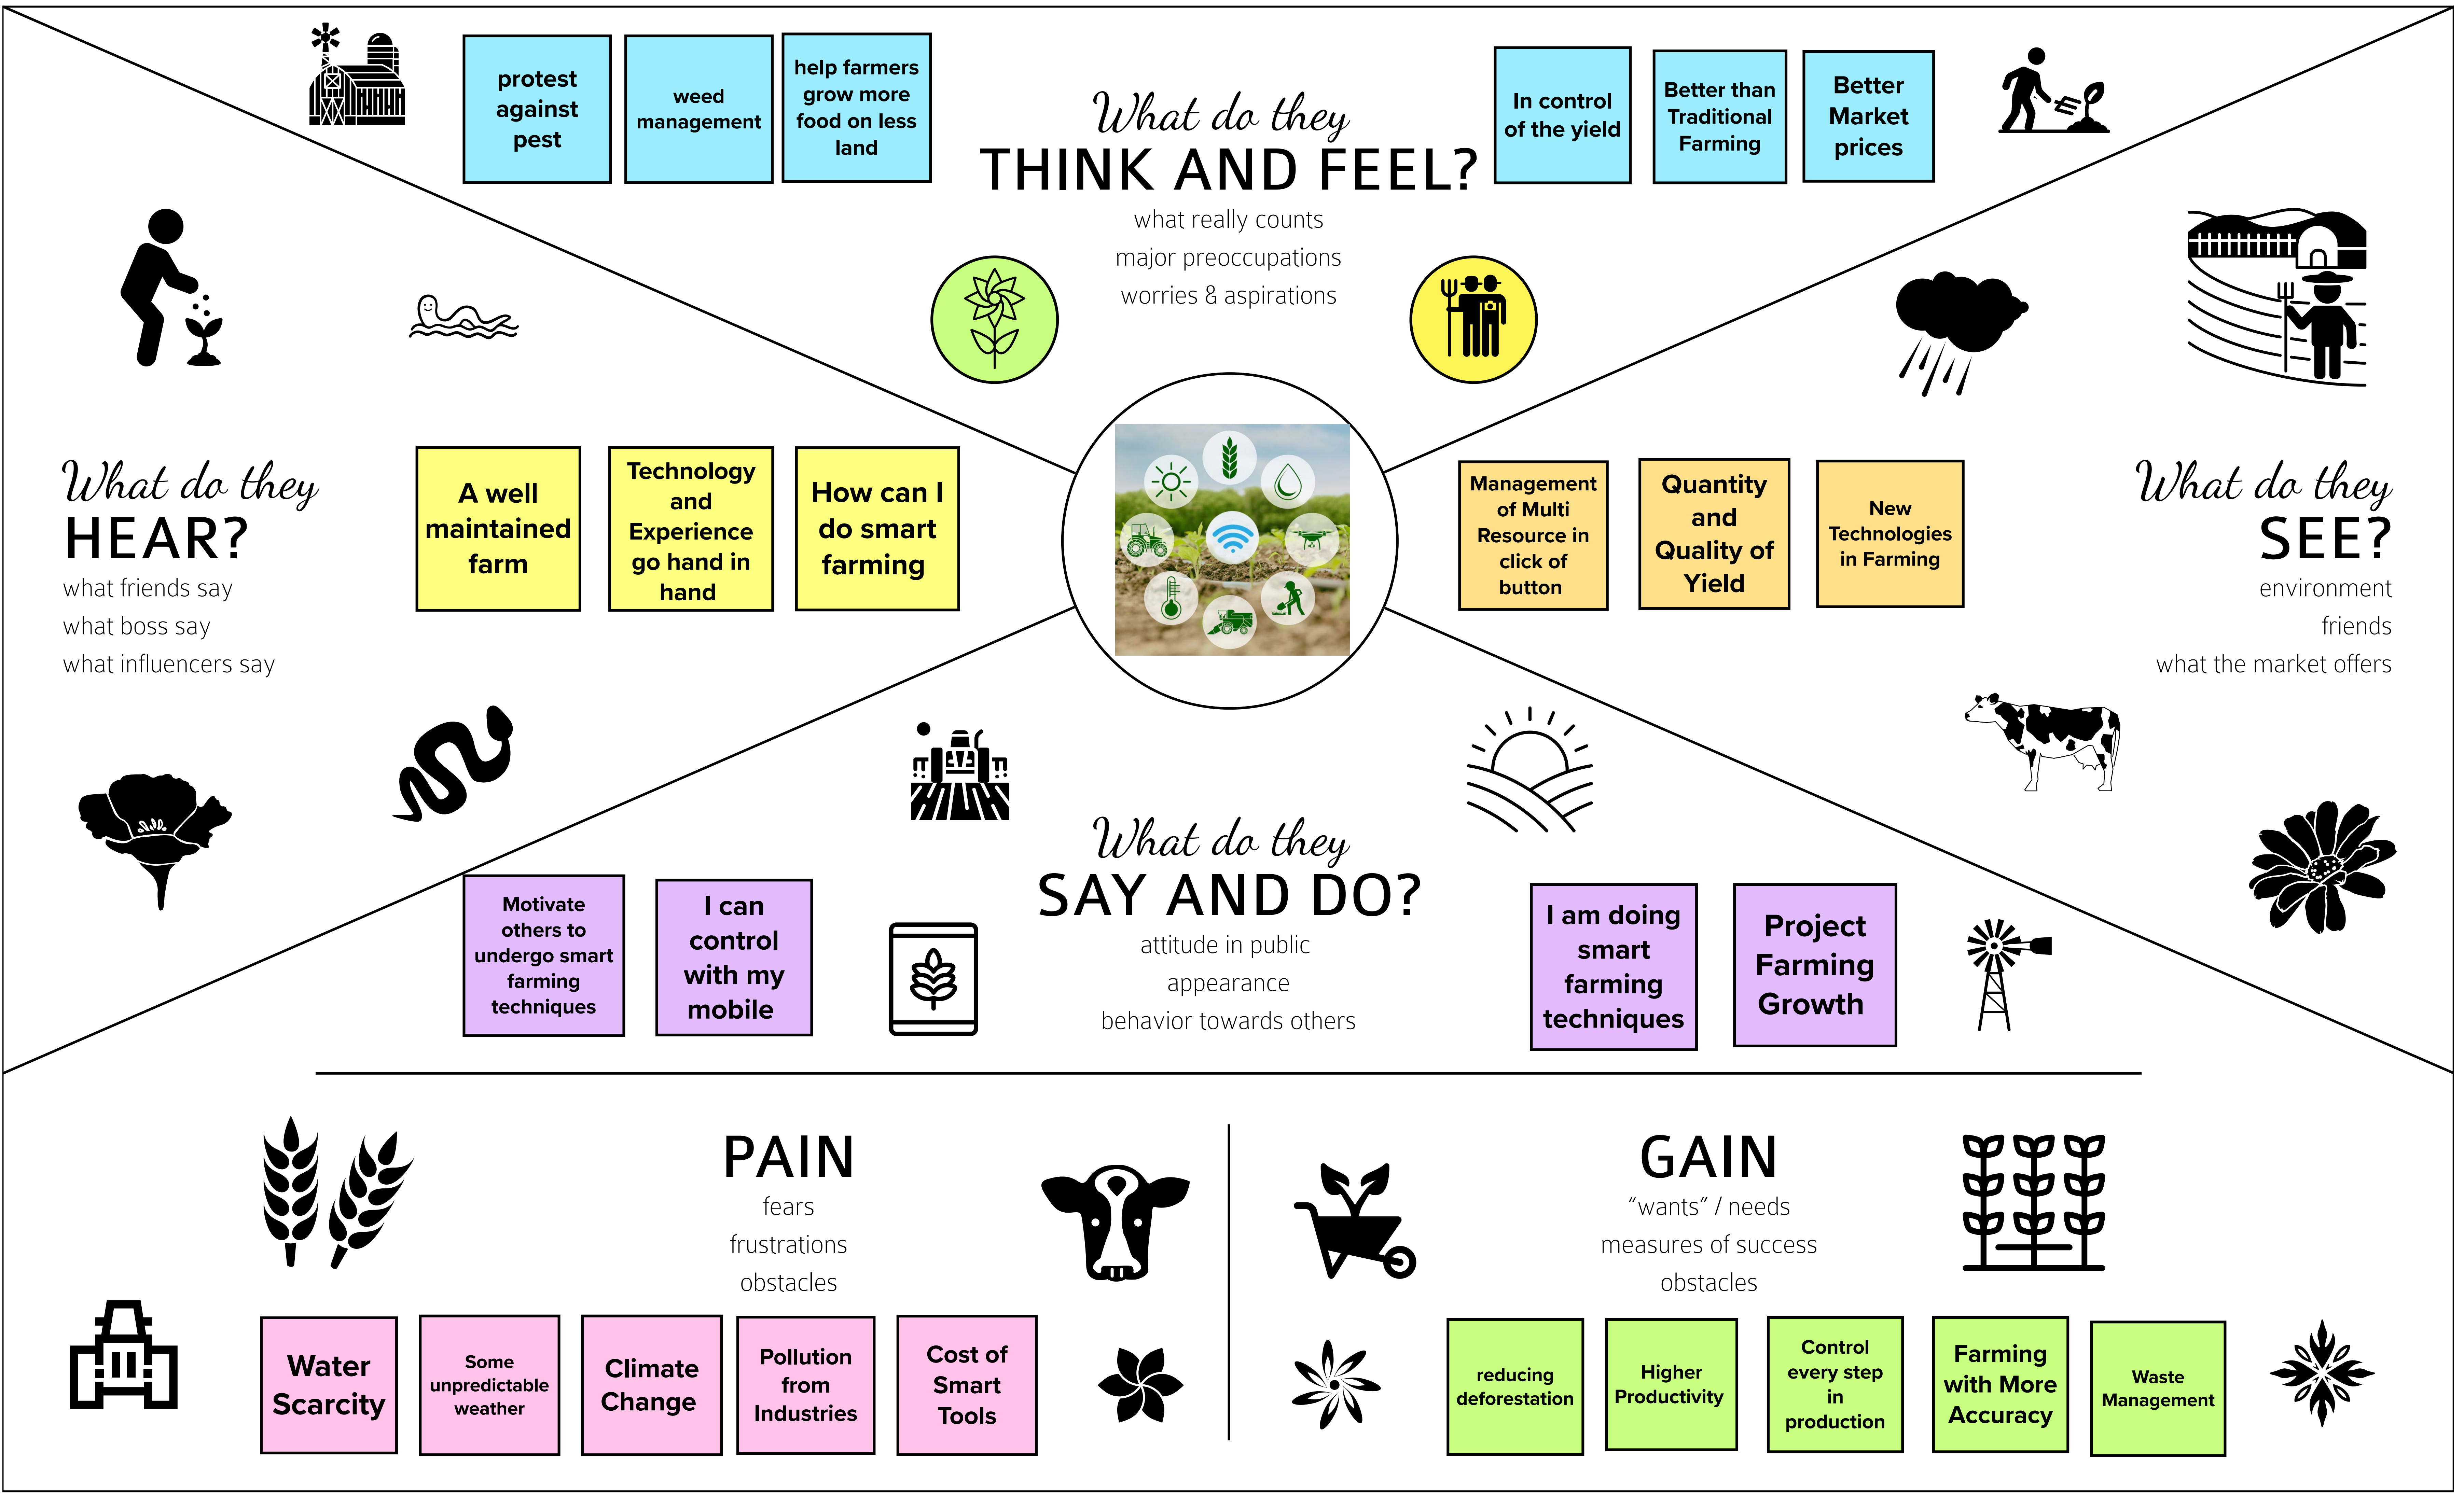 protest
against
pest
weed
management
help farmers
grow more
food on less
land
What do they
THINK AND FEEL?
what really counts
major preoccupations
worries & aspirations
In control
of the yield
Better than
Traditional
Farming
Better
Market
prices
What do they
HEAR?
what friends say
what boss say
what influencers say
A well
maintained
farm
Technology
and
Experience
go hand in
hand
How can I
do smart
farming
Management
of Multi
Resource in
click of
button
Quantity
and
Quality of
Yield
New
Technologies
in Farming
What do they
SEE?
environment
friends
what the market offers
Motivate
others to
undergo smart
farming
techniques
I can
control
with my
mobile
What do they
SAY AND DO?
attitude in public
appearance
behavior towards others
I am doing
smart
farming
techniques
Project
Farming
Growth
PAIN
fears
frustrations
obstacles
Water
Scarcity
Some
unpredictable
weather
Climate
Change
Pollution
from
Industries
Cost of
Smart
Tools
GAIN
“wants” / needs
measures of success
obstacles
reducing
deforestation
Higher
Productivity
Control
every step
in
production
Farming
with More
Accuracy
Waste
Management